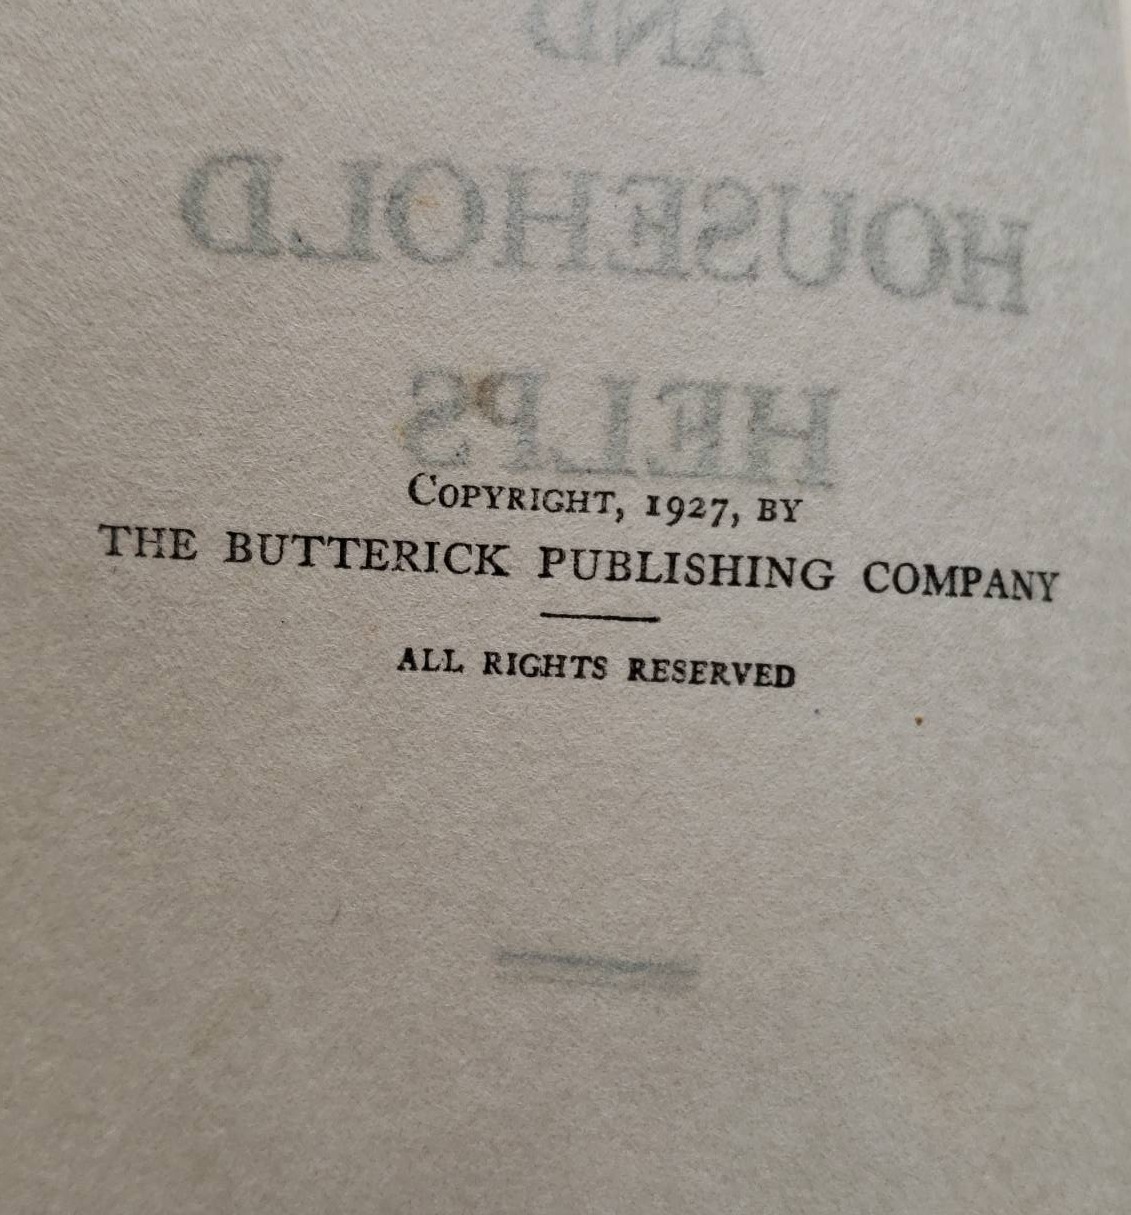 AND
HOUSEHOLD
HELPS
COPYRIGHT, 1927, BY
THE BUTTERICK PUBLISHING COMPANY
ALL RIGHTS RESERVED